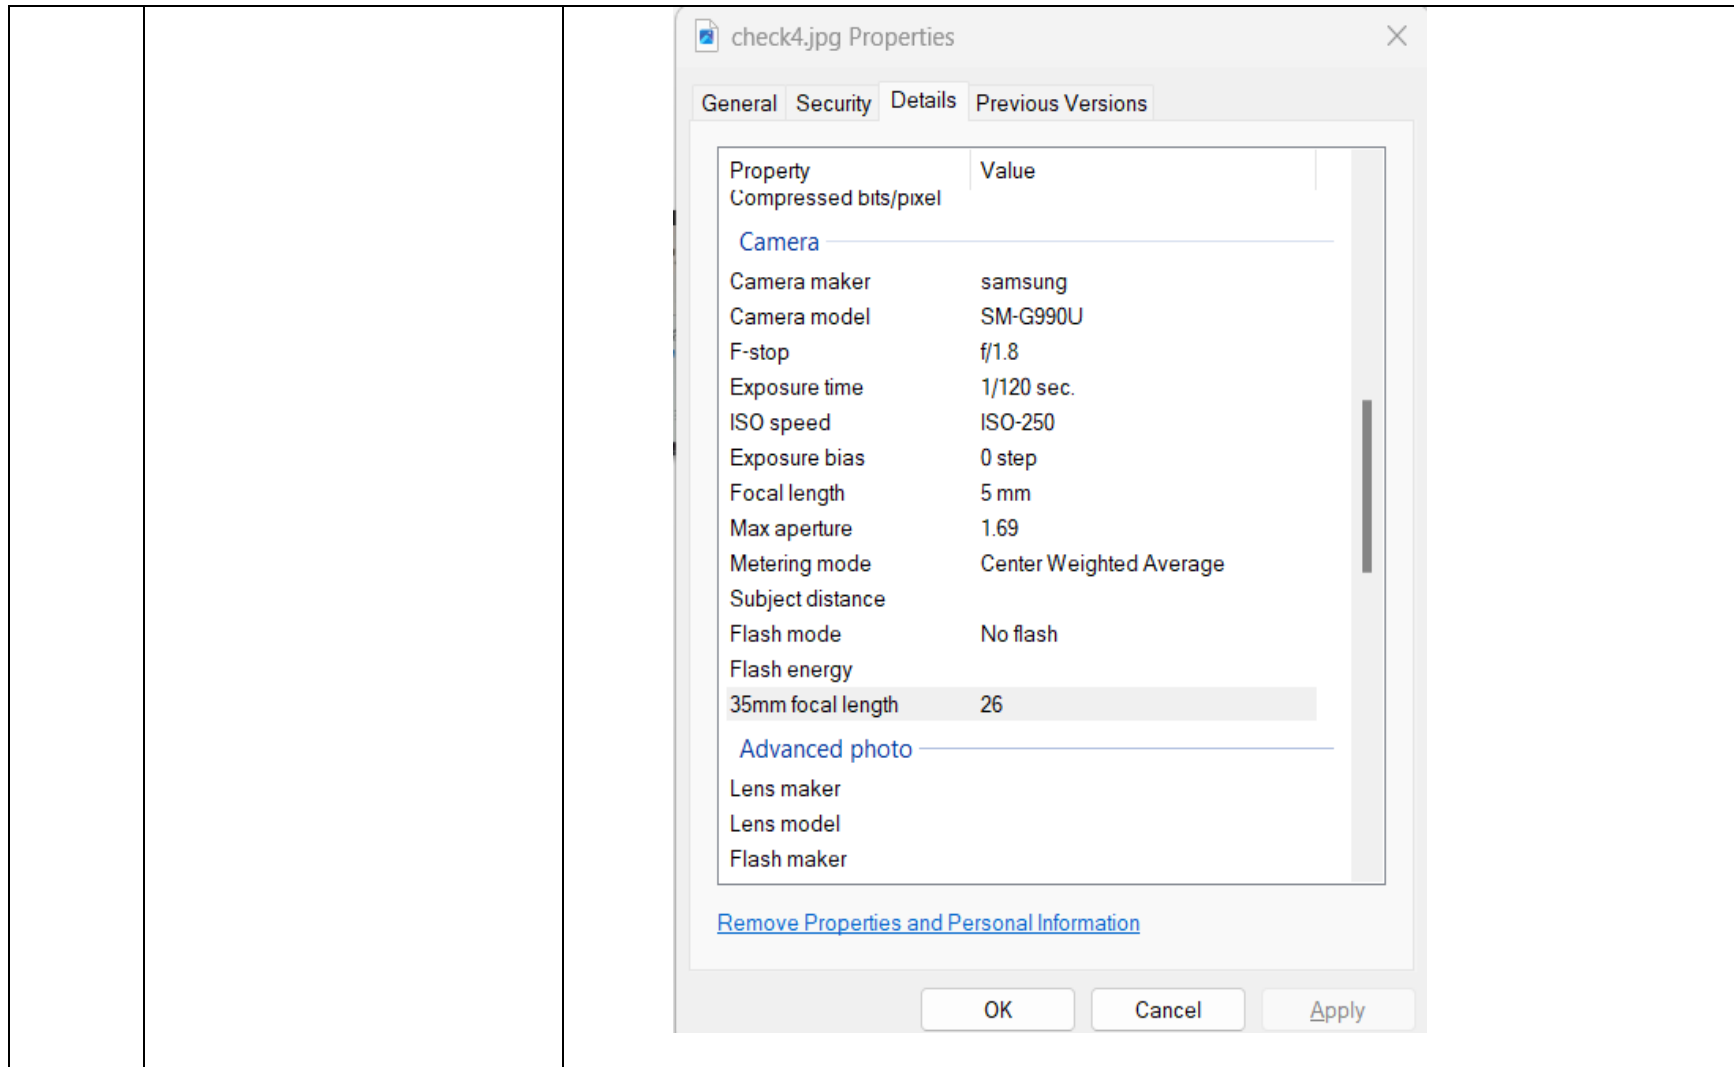 check4.jpg Properties
General Security Details Previous Versions
Property Value
Compressed bits/pixel
Camera
Camera maker samsung
Camera model SM-G990U
F-stop f/1.8
Exposure time 1/120 sec.
ISO speed ISO-250
Exposure bias 0 step
Focal length 5 mm
Max aperture 1.69
Metering mode Center Weighted Average
Subject distance
Flash mode No flash
Flash energy
35mm focal length 26
Advanced photo
Lens maker
Lens model
Flash maker
Remove Properties and Personal Information
OK Cancel Apply